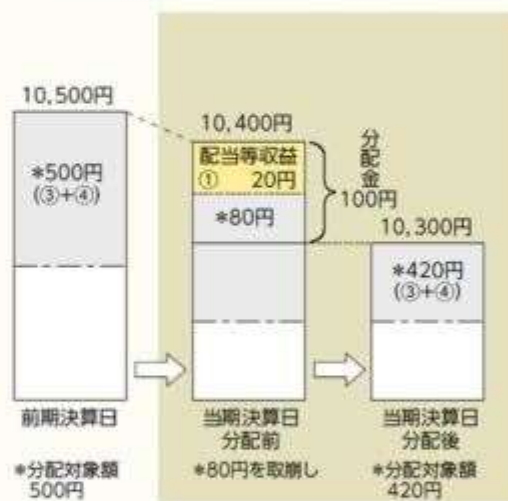 10,500円
*500円
(③+④)
前期決算日
*分配対象額
500円
10,400円
配当等収益
① 20円
*80円
分配金
100円
当期決算日
分配前
*80円を取崩し
10,300円
*420円
(③+④)
当期決算日
分配後
*分配対象額
420円